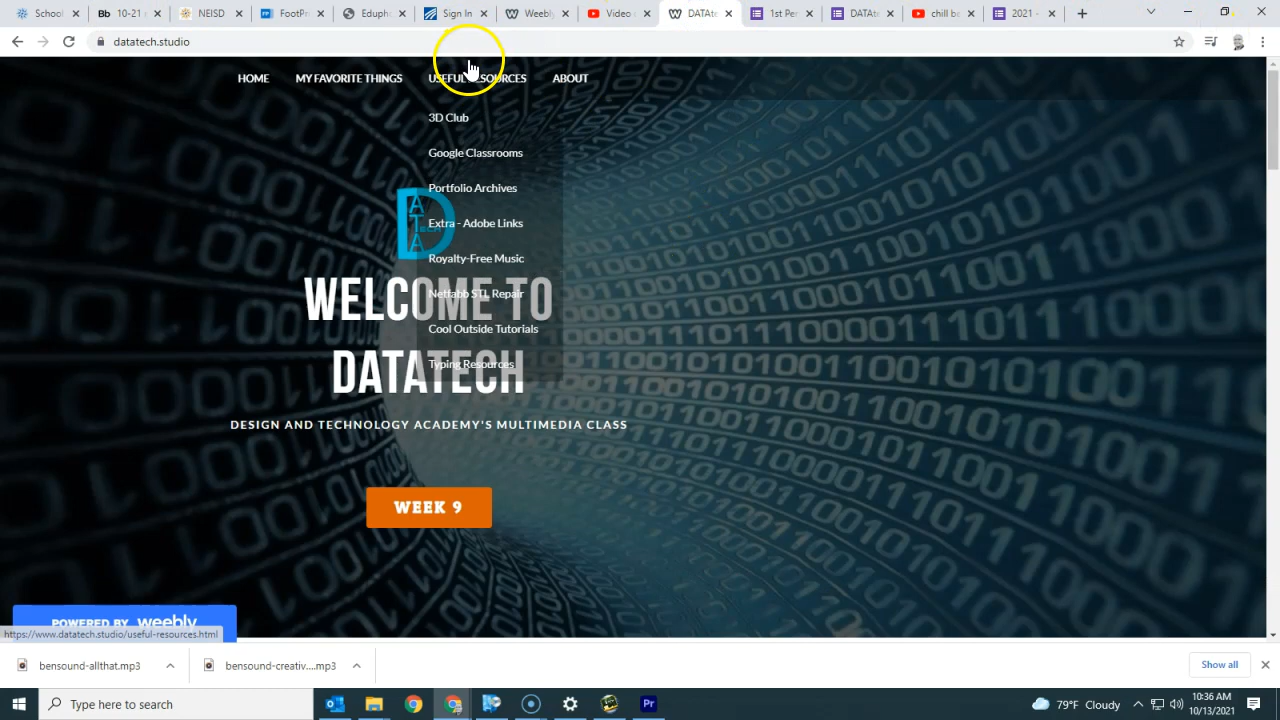 School
10-21
NEISD
FootPr
Eduph
Sign In
Weebly
Video
DATAte
1st Per
DATAte
chill be
2021 -
datatech.studio
HOME
MY FAVORITE THINGS
USEFUL RESOURCES
ABOUT
3D Club
Google Classrooms
Portfolio Archives
Extra - Adobe Links
Royalty-Free Music
Netfabb STL Repair
Cool Outside Tutorials
Typing Resources
DATA TECH
WELCOME TO
DATATECH
DESIGN AND TECHNOLOGY ACADEMY'S MULTIMEDIA CLASS
WEEK 9
POWERED BY weebly
https://www.datatech.studio/useful-resources.html
bensound-allthat.mp3
bensound-creativ....mp3
Show all
Type here to search
79°F Cloudy
10:36 AM
10/13/2021